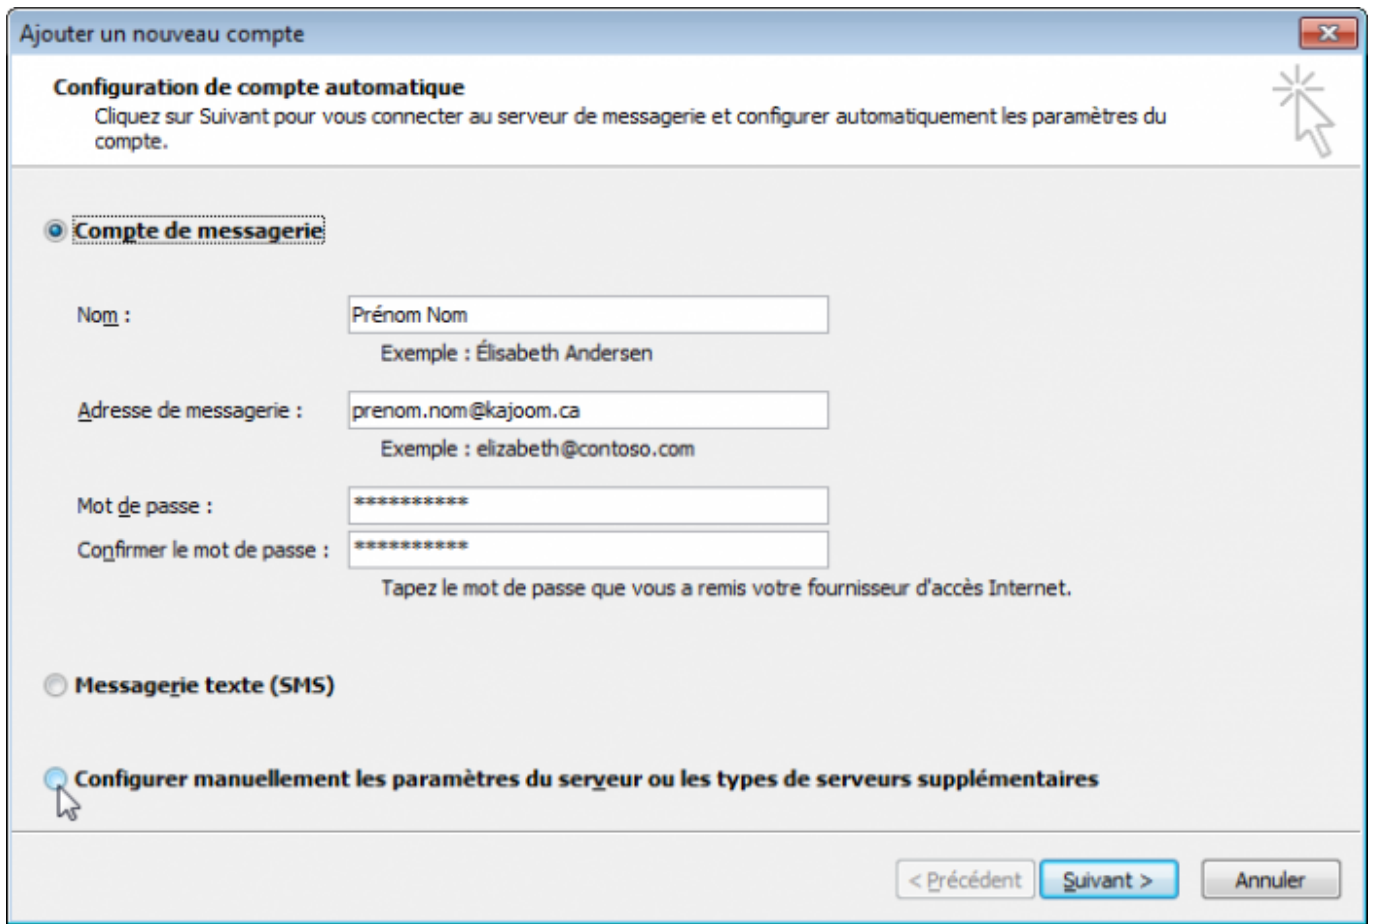 Ajouter un nouveau compte
Configuration de compte automatique
Cliquez sur Suivant pour vous connecter au serveur de messagerie et configurer automatiquement les paramètres du
compte.
Compte de messagerie
Nom : Prénom Nom
Exemple : Élisabeth Andersen
Adresse de messagerie : prenom.nom@kajoom.ca
Exemple : elizabeth@contoso.com
Mot de passe : **********
Confirmer le mot de passe : **********
Tapez le mot de passe que vous a remis votre fournisseur d'accès Internet.
Messagerie texte (SMS)
Configurer manuellement les paramètres du serveur ou les types de serveurs supplémentaires
< Précédent Suivant > Annuler